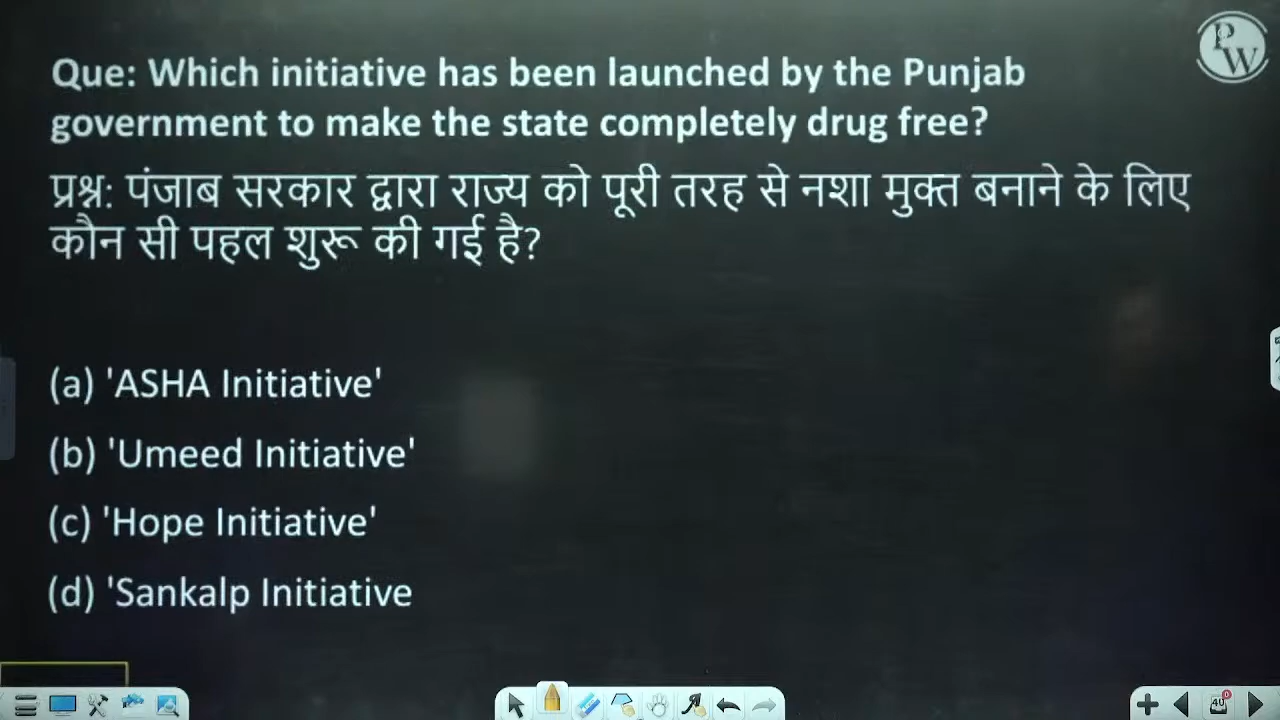 PW
Que: Which initiative has been launched by the Punjab
government to make the state completely drug free?
प्रश्न: पंजाब सरकार द्वारा राज्य को पूरी तरह से नशा मुक्त बनाने के लिए
कौन सी पहल शुरू की गई है?
(a) 'ASHA Initiative'
(b) 'Umeed Initiative'
(c) 'Hope Initiative'
(d) 'Sankalp Initiative